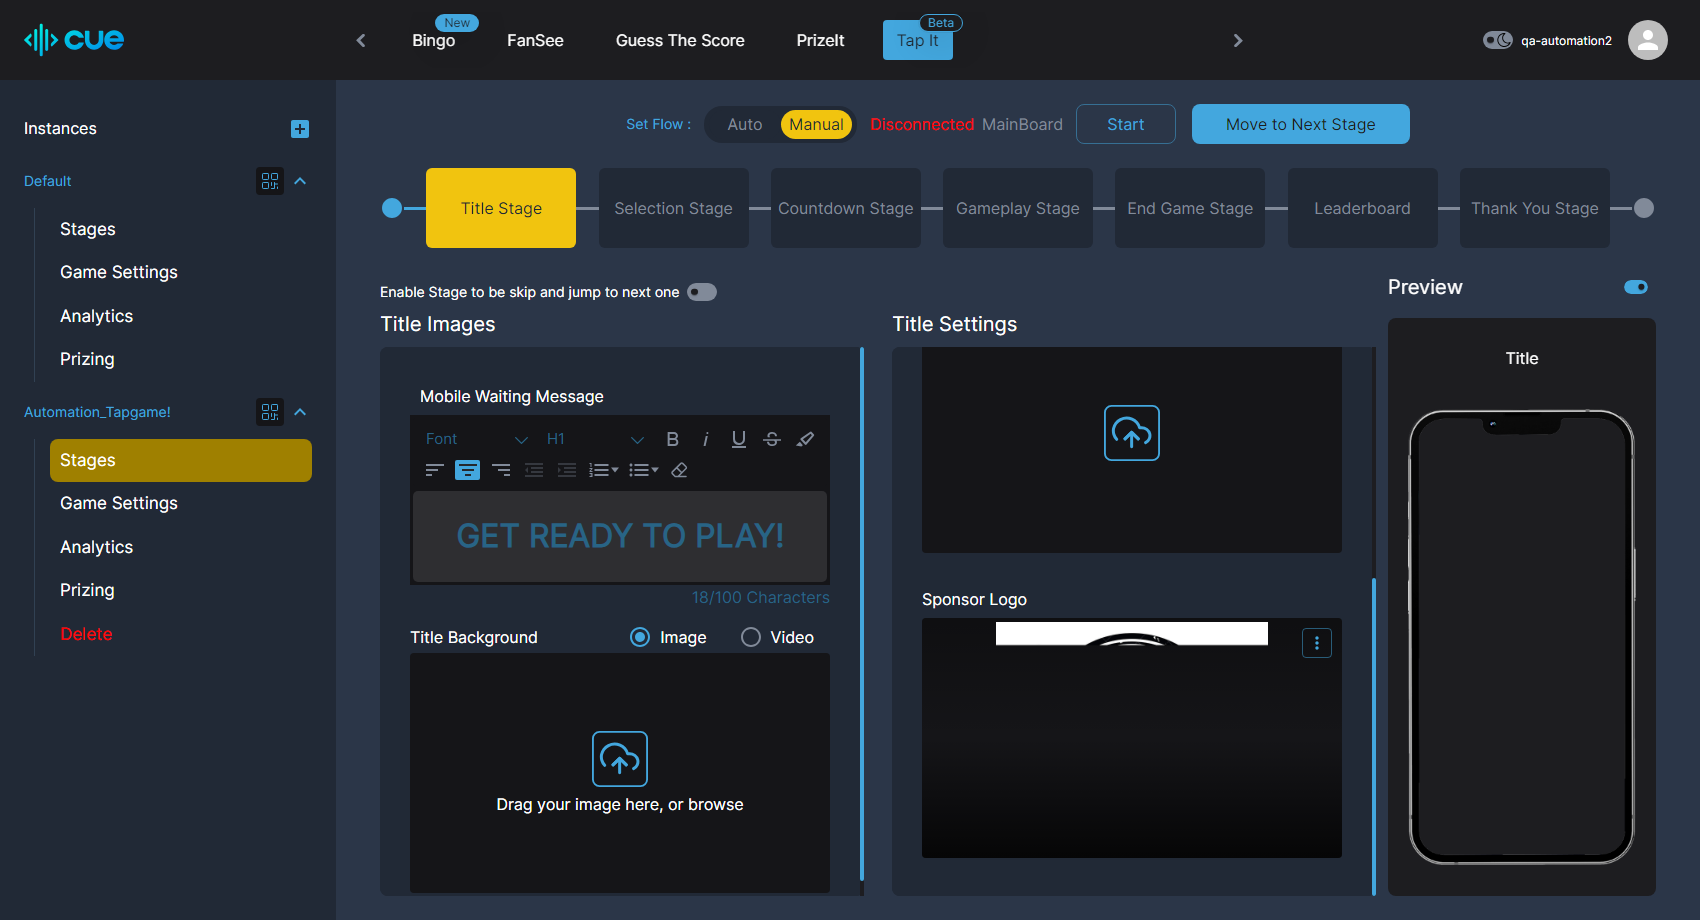 cue
New
Bingo
FanSee
Guess The Score
PrizeIt
Beta
Tap It
qa-automation2
Instances
Default
Stages
Game Settings
Analytics
Prizing
Automation_Tapgame!
Stages
Game Settings
Analytics
Prizing
Delete
Set Flow :
Auto
Manual
Disconnected MainBoard
Start
Move to Next Stage
Title Stage
Selection Stage
Countdown Stage
Gameplay Stage
End Game Stage
Leaderboard
Thank You Stage
Enable Stage to be skip and jump to next one
Title Images
Mobile Waiting Message
Font
H1
B i U S
GET READY TO PLAY!
18/100 Characters
Title Background
Image
Video
Drag your image here, or browse
Title Settings
Sponsor Logo
Preview
Title